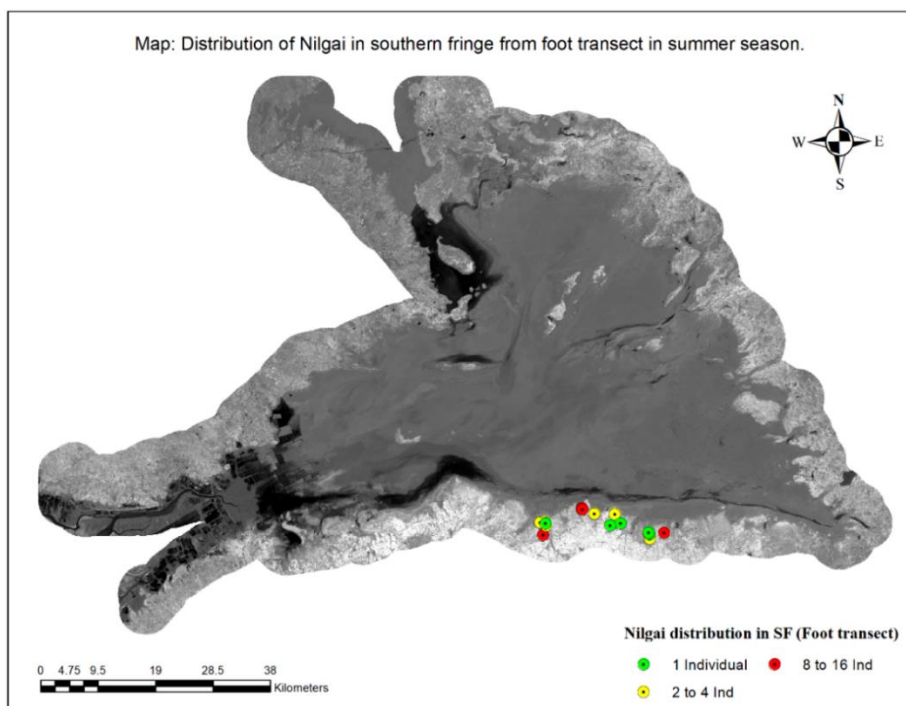 Map: Distribution of Nilgai in southern fringe from foot transect in summer season.
N
W E
S
Nilgai distribution in SF (Foot transect)
1 Individual 8 to 16 Ind
2 to 4 Ind
0 4.75 9.5 19 28.5 38
Kilometers